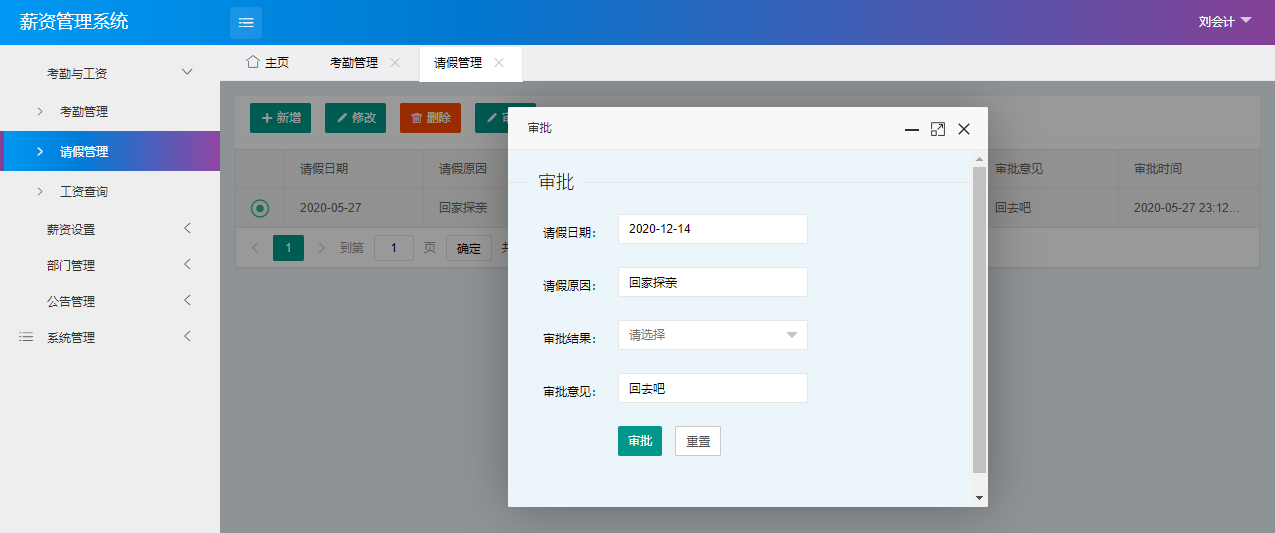 薪资管理系统
刘会计
主页
考勤管理
请假管理
考勤与工资
考勤管理
请假管理
工资查询
薪资设置
部门管理
公告管理
系统管理
新增
修改
删除
请假日期
请假原因
审批意见
审批时间
2020-05-27
回家探亲
回去吧
2020-05-27 23:12...
1
到第
1
页
确定
审批
审批
请假日期：
2020-12-14
请假原因：
回家探亲
审批结果：
请选择
审批意见：
回去吧
审批
重置